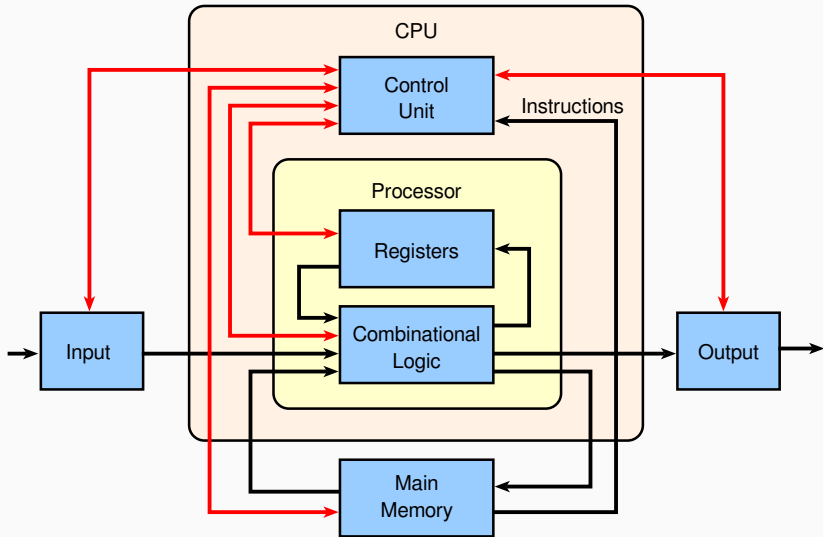 CPU
Control
Unit
Instructions
Processor
Registers
Input
Combinational
Logic
Output
Main
Memory